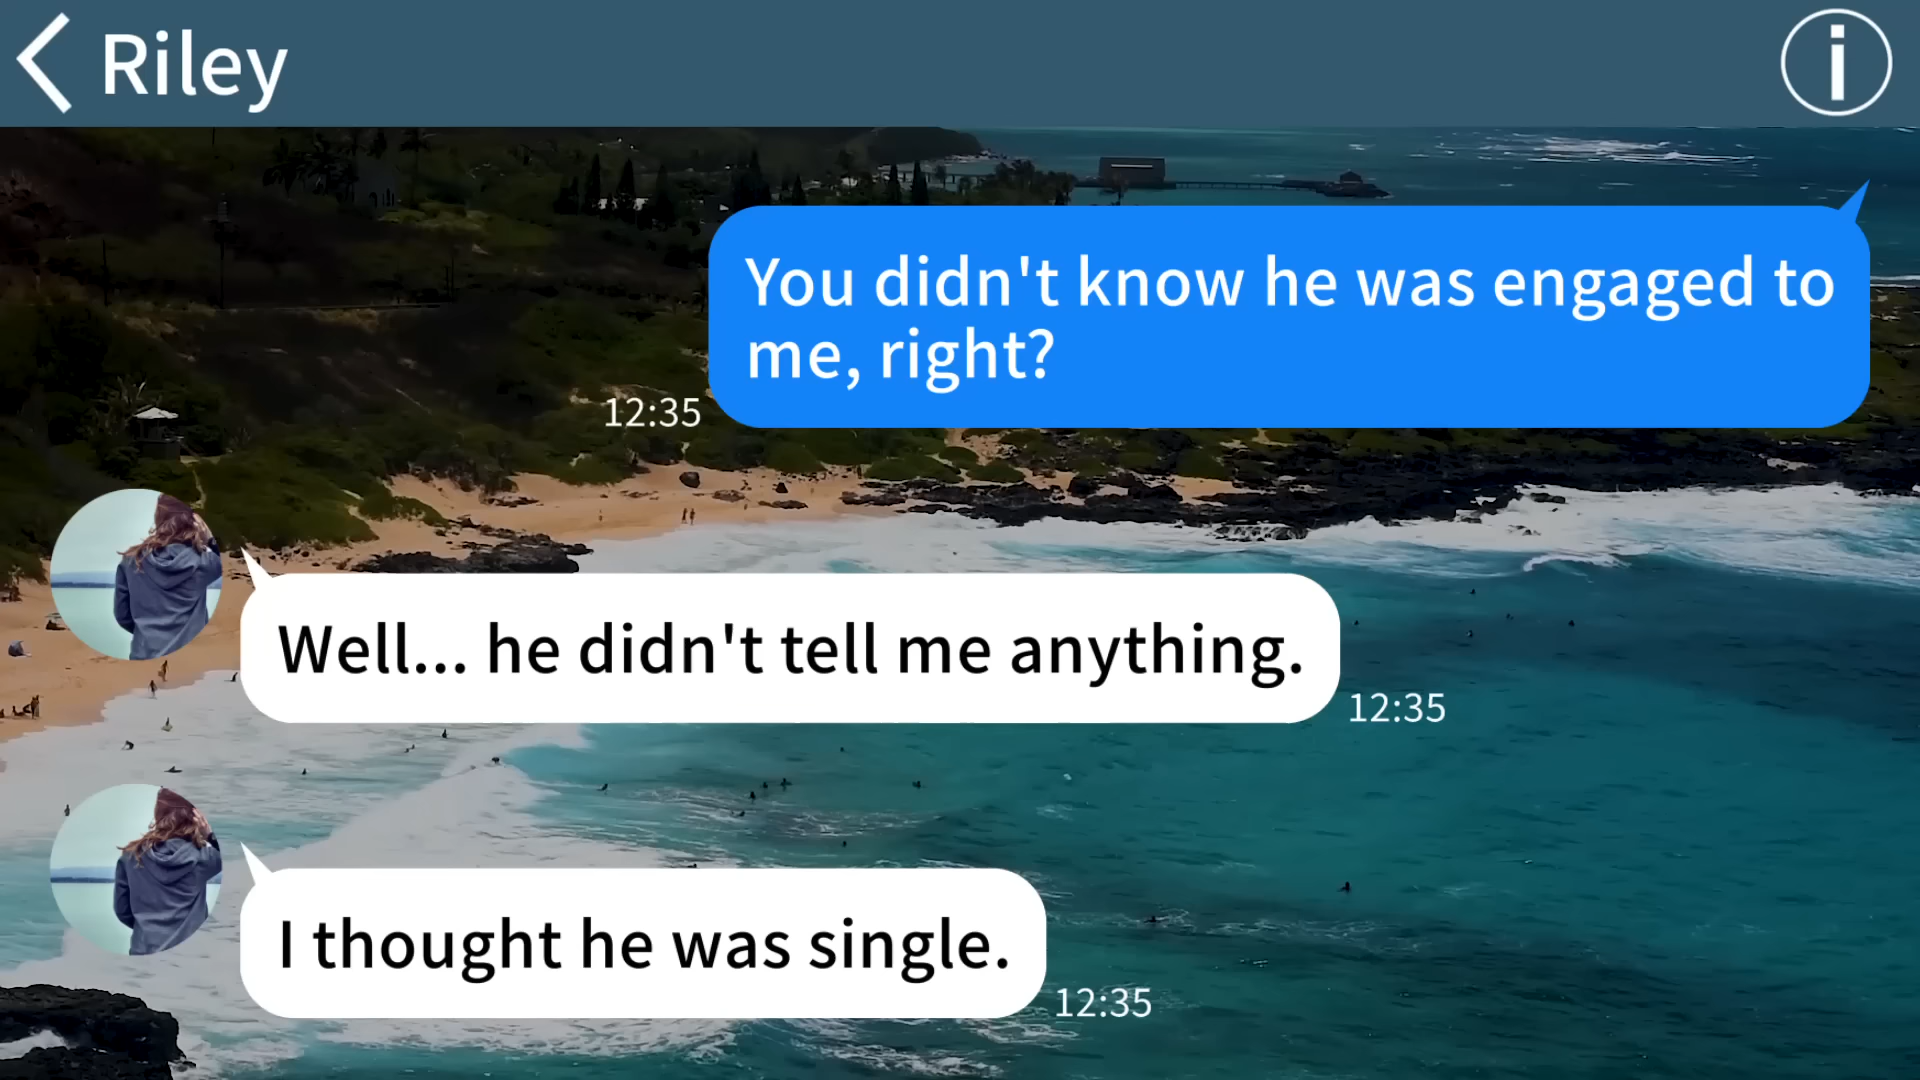 Riley
You didn't know he was engaged to
me, right?
12:35
Well... he didn't tell me anything.
12:35
I thought he was single.
12:35